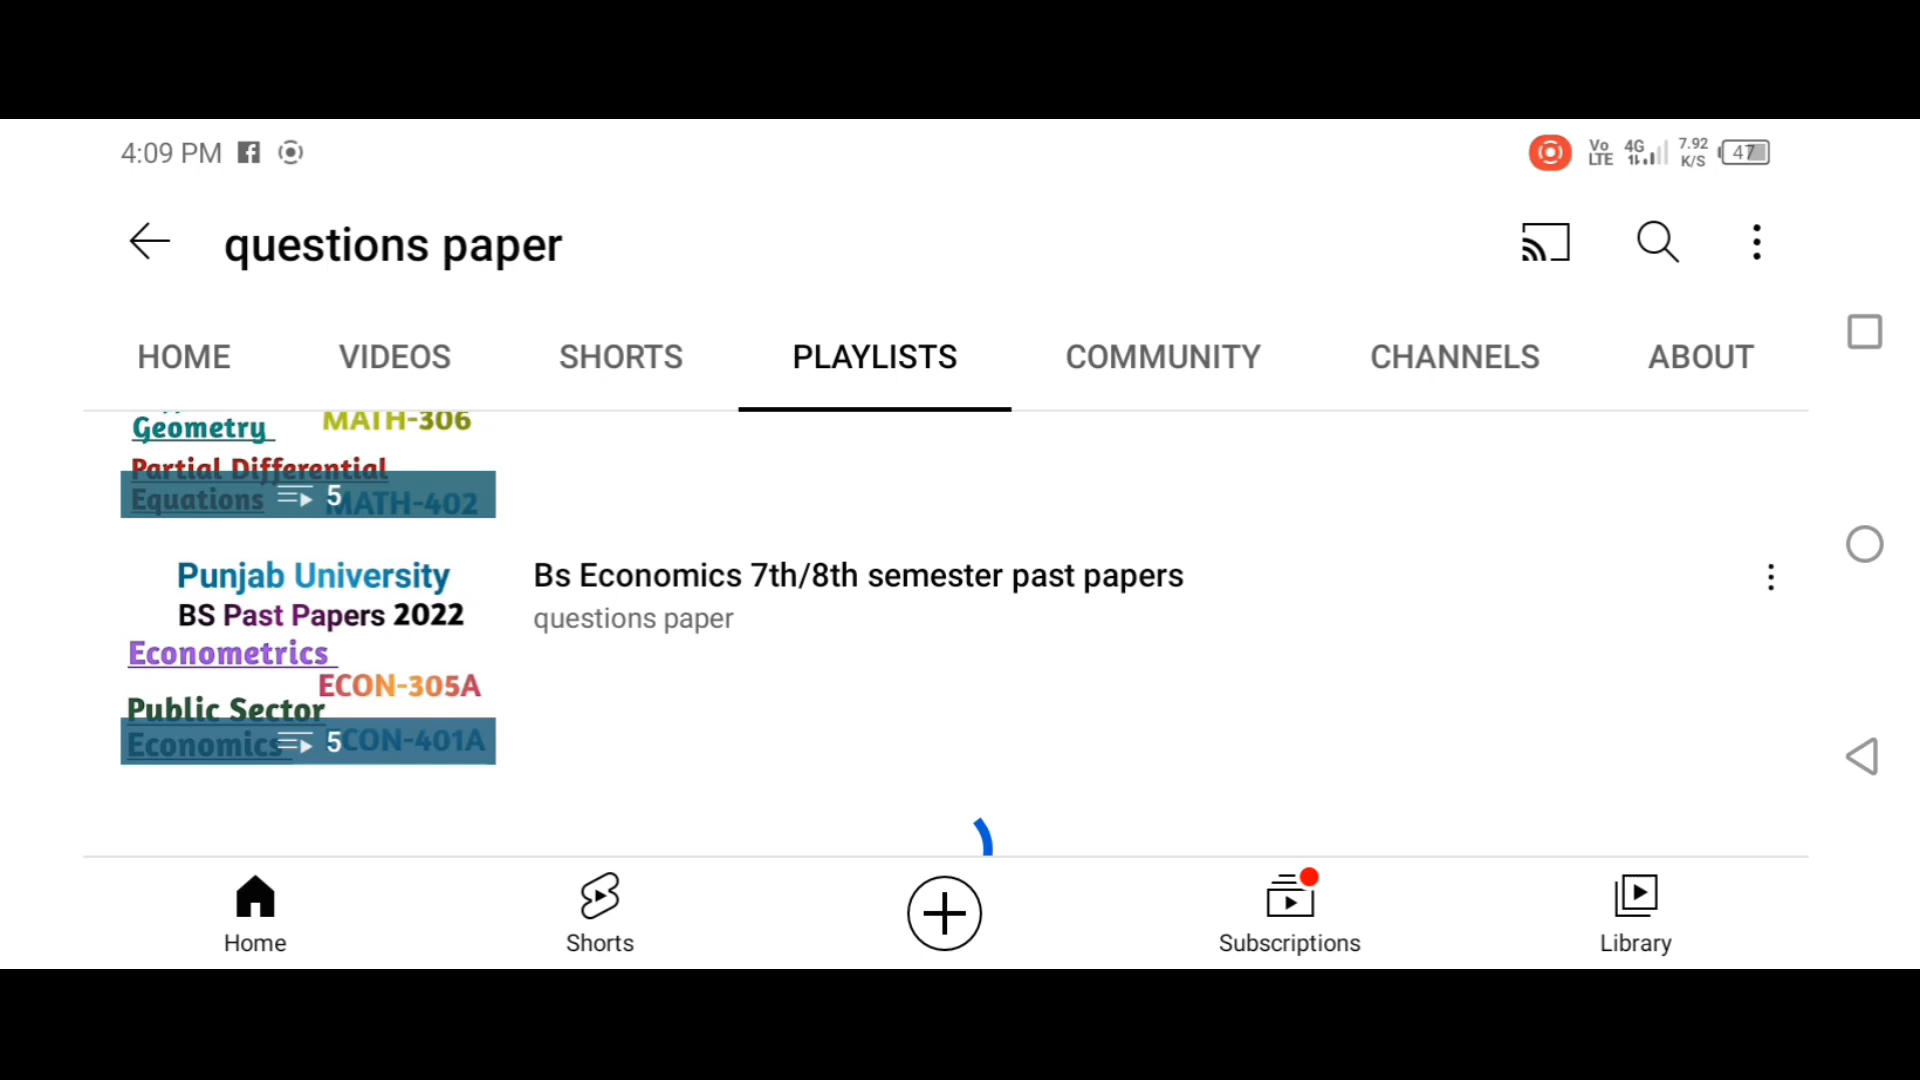 4:09 PM
Vo LTE 4G 7.92 K/S 47
questions paper
HOME VIDEOS SHORTS PLAYLISTS COMMUNITY CHANNELS ABOUT
Geometry MATH-306
Partial Differential
Equations 5 MATH-402
Punjab University
BS Past Papers 2022
Econometrics
ECON-305A
Public Sector
Economics 5 ECON-401A
Bs Economics 7th/8th semester past papers
questions paper
Home Shorts Subscriptions Library